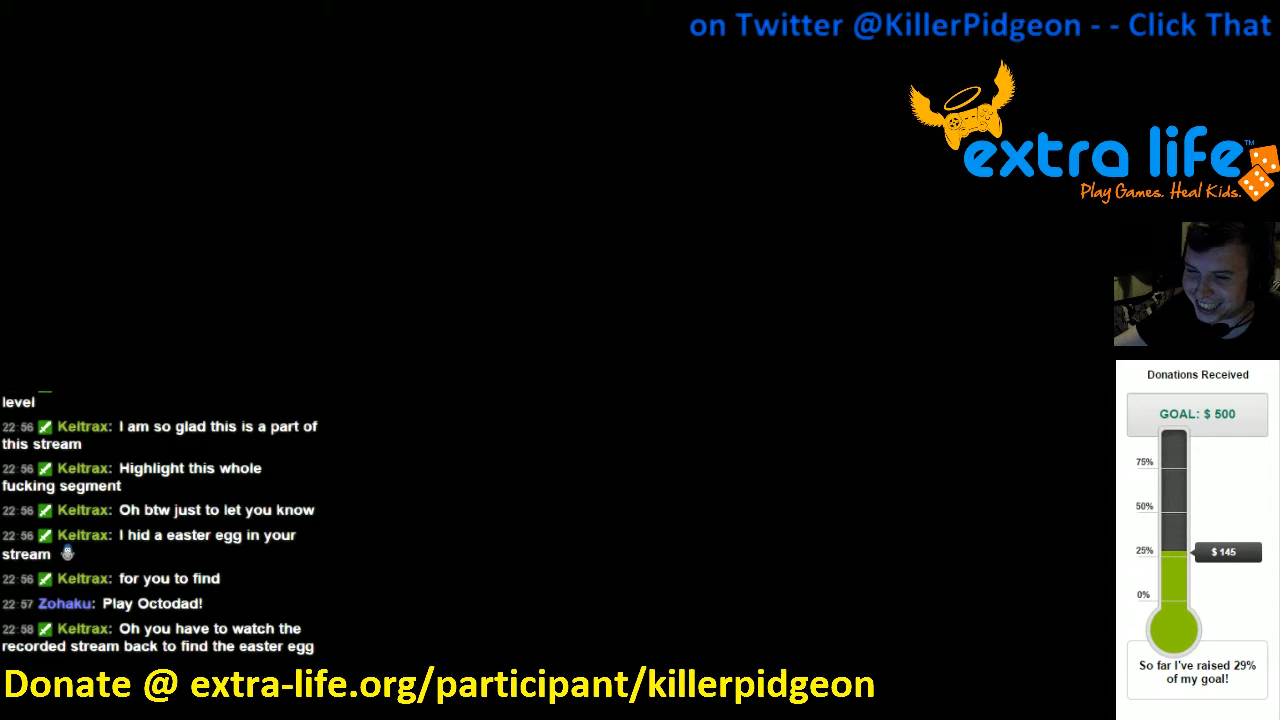 on Twitter @KillerPidgeon - - Click That
extra life™
Play Games. Heal Kids.
Donations Received
GOAL: $ 500
75%
50%
25%
$ 145
0%
So far I've raised 29%
of my goal!
level
22:56 Keltrax: I am so glad this is a part of
this stream
22:56 Keltrax: Highlight this whole
fucking segment
22:56 Keltrax: Oh btw just to let you know
22:56 Keltrax: I hid a easter egg in your
stream
22:56 Keltrax: for you to find
22:57 Zohaku: Play Octodad!
22:58 Keltrax: Oh you have to watch the
recorded stream back to find the easter egg
Donate @ extra-life.org/participant/killerpidgeon